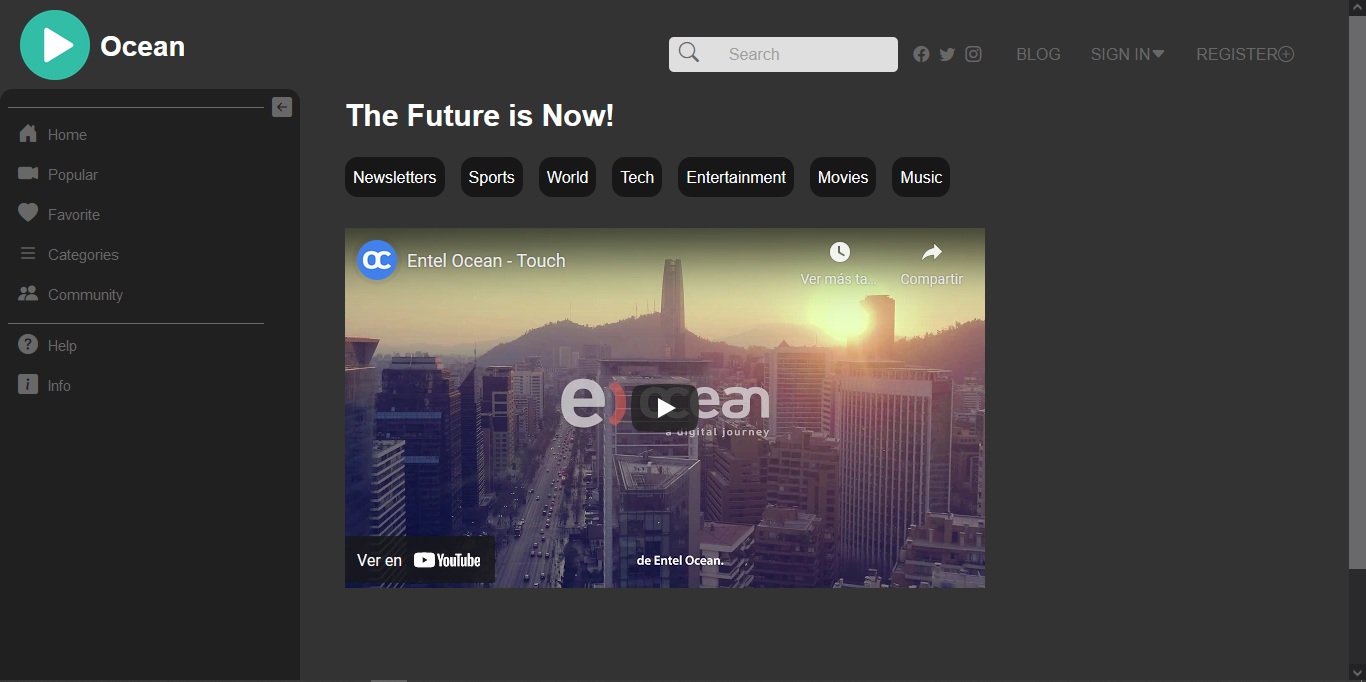 Ocean
Search
BLOG
SIGN IN
REGISTER
Home
Popular
Favorite
Categories
Community
Help
Info
The Future is Now!
Newsletters
Sports
World
Tech
Entertainment
Movies
Music
OC
Entel Ocean - Touch
Ver más ta...
Compartir
e) ocean
a digital journey
de Entel Ocean.
Ver en YouTube